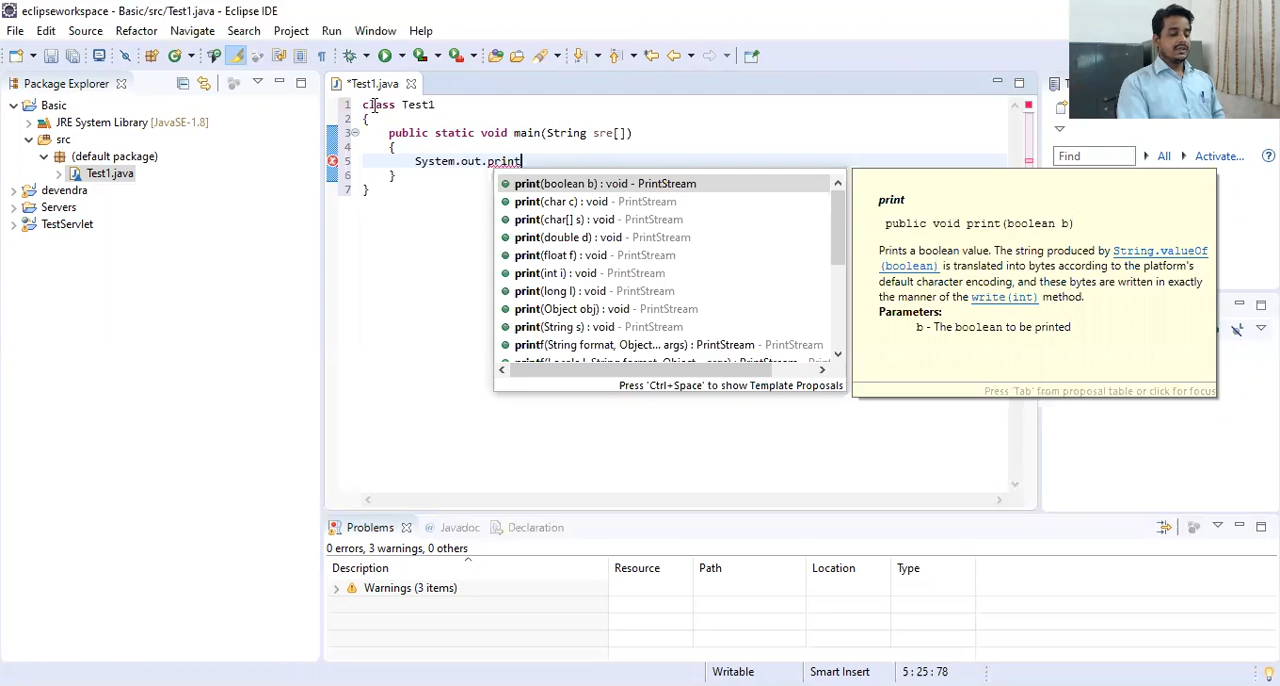 eclipseworkspace - Basic/src/Test1.java - Eclipse IDE
File Edit Source Refactor Navigate Search Project Run Window Help
Package Explorer
*Test1.java
Basic
JRE System Library [JavaSE-1.8]
src
(default package)
Test1.java
devendra
Servers
TestServlet
1 class Test1
2 {
3 public static void main(String sre[])
4 {
5 System.out.print
6 }
7 }
print(boolean b) : void - PrintStream
print(char c) : void - PrintStream
print(char[] s) : void - PrintStream
print(double d) : void - PrintStream
print(float f) : void - PrintStream
print(int i) : void - PrintStream
print(long l) : void - PrintStream
print(Object obj) : void - PrintStream
print(String s) : void - PrintStream
printf(String format, Object... args) : PrintStream - PrintStream
printf(Locale l, String format, Object... args) : PrintStream
Press 'Ctrl+Space' to show Template Proposals
print
public void print(boolean b)
Prints a boolean value. The string produced by String.valueOf
(boolean) is translated into bytes according to the platform's
default character encoding, and these bytes are written in exactly
the manner of the write(int) method.
Parameters:
b - The boolean to be printed
Press 'Tab' from proposal table or click for focus
Find All Activate...
Problems Javadoc Declaration
0 errors, 3 warnings, 0 others
Description Resource Path Location Type
Warnings (3 items)
Writable Smart Insert 5 : 25 : 78